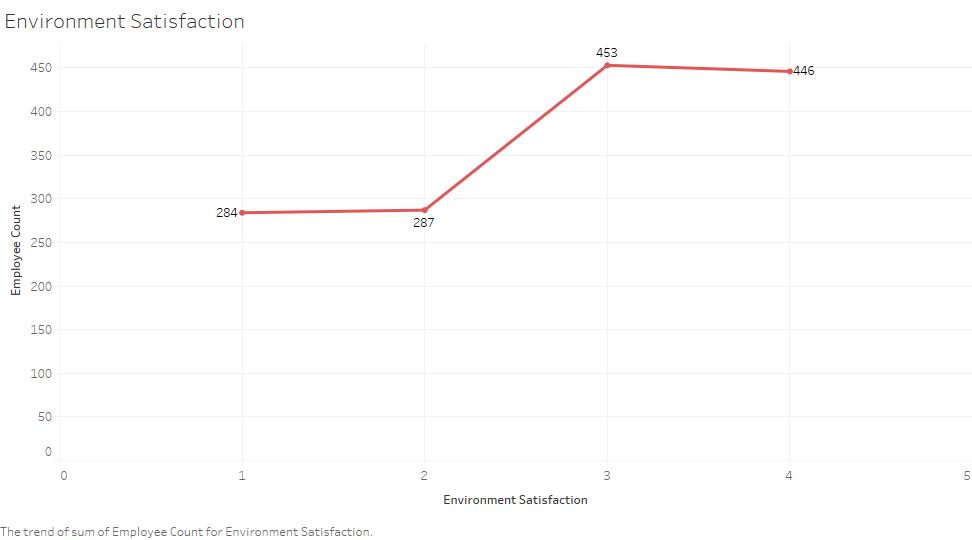 Environment Satisfaction
453
450
446
400
350
300
284
287
250
200
150
100
50
0
Employee Count
0 1 2 3 4 5
Environment Satisfaction
The trend of sum of Employee Count for Environment Satisfaction.